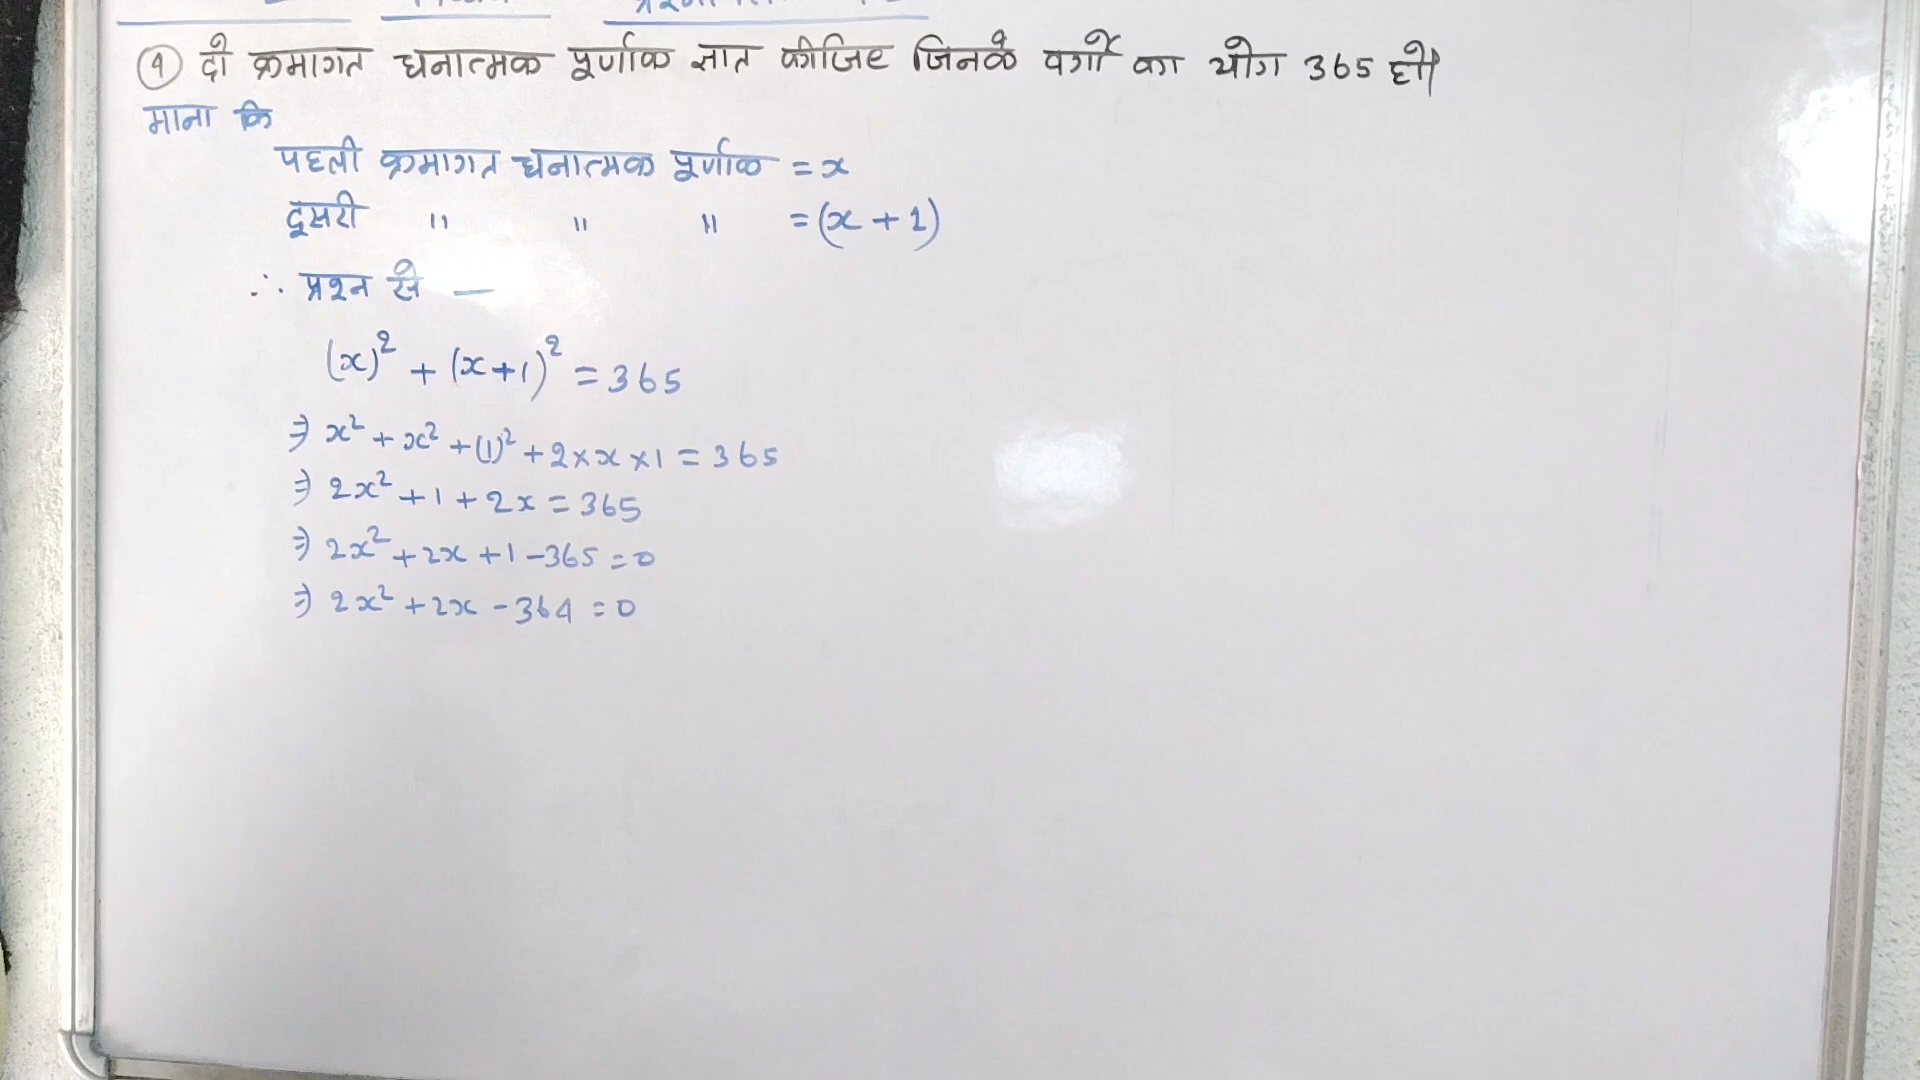 ④ दो क्रमागत धनात्मक पूर्णांक ज्ञात कीजिए जिनके वर्गों का योग 365 हो।
माना कि
पहली क्रमागत धनात्मक पूर्णांक = x
दूसरी " " " = (x + 1)
∴ प्रश्न से —
(x)² + (x+1)² = 365
⇒ x² + x² + (1)² + 2×x×1 = 365
⇒ 2x² + 1 + 2x = 365
⇒ 2x² + 2x + 1 - 365 = 0
⇒ 2x² + 2x - 364 = 0